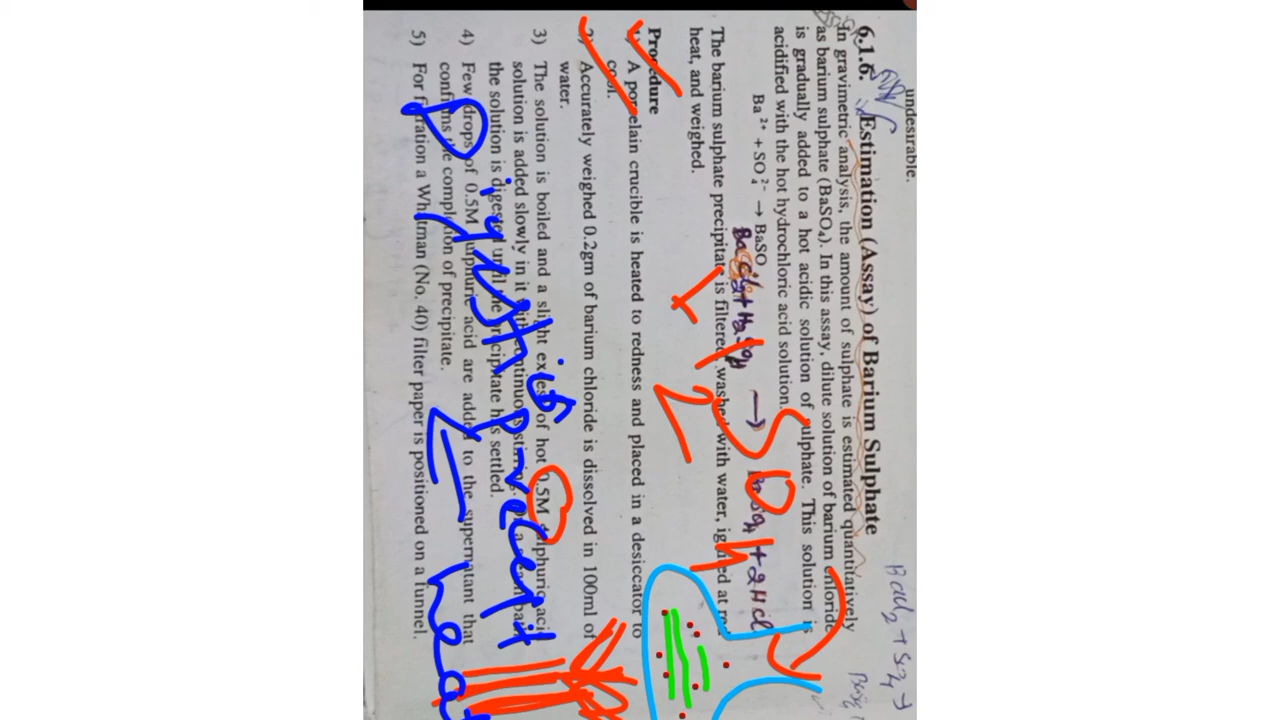 undesirable.
6.1.6. Estimation (Assay) of Barium Sulphate
In gravimetric analysis, the amount of sulphate is estimated quantitatively
as barium sulphate (BaSO₄). In this assay, dilute solution of barium chloride
is gradually added to a hot acidic solution of sulphate. This solution is
acidified with the hot hydrochloric acid solution.
Ba²⁺ + SO₄²⁻ → BaSO
BaCl₂ + H₂SO₄ → BaSO₄ + 2HCl
The barium sulphate precipitate is filtered, washed with water, ignited at red
heat, and weighed.
Procedure
1) A porcelain crucible is heated to redness and placed in a desiccator to
cool.
2) Accurately weighed 0.2gm of barium chloride is dissolved in 100ml of
water.
3) The solution is boiled and a slight excess of hot 0.5M sulphuric acid
solution is added slowly in it with continuous stirring. On a steam bath,
the solution is digested until the precipitate has settled.
4) Few drops of 0.5M sulphuric acid are added to the supernatant that
confirms the completion of precipitate.
5) For filtration a Whatman (No. 40) filter paper is positioned on a funnel.
BaCl₂ + SO₄ →
H2SO4
precipit
hea